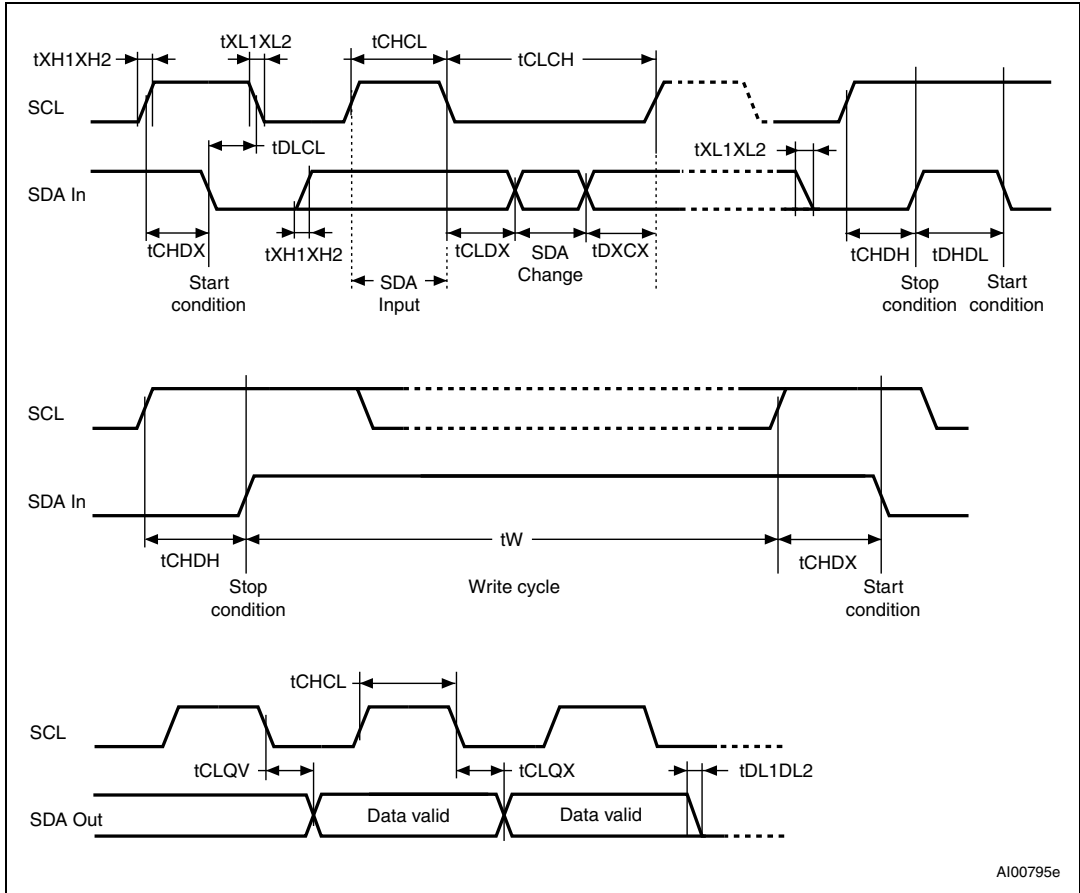 tXH1XH2
tXL1XL2
tCHCL
tCLCH
SCL
tDLCL
tXL1XL2
SDA In
tCHDX
tXH1XH2
tCLDX
SDA
Change
tDXCX
tCHDH
tDHDL
Start
condition
SDA
Input
Stop
condition
Start
condition
SCL
SDA In
tCHDH
tW
tCHDX
Stop
condition
Write cycle
Start
condition
tCHCL
SCL
tCLQV
tCLQX
tDL1DL2
SDA Out
Data valid
Data valid
AI00795e